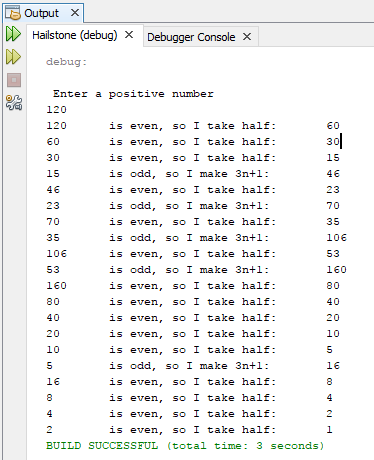 Output
Hailstone (debug) Debugger Console
debug:
Enter a positive number
120
120 is even, so I take half: 60
60 is even, so I take half: 30
30 is even, so I take half: 15
15 is odd, so I make 3n+1: 46
46 is even, so I take half: 23
23 is odd, so I make 3n+1: 70
70 is even, so I take half: 35
35 is odd, so I make 3n+1: 106
106 is even, so I take half: 53
53 is odd, so I make 3n+1: 160
160 is even, so I take half: 80
80 is even, so I take half: 40
40 is even, so I take half: 20
20 is even, so I take half: 10
10 is even, so I take half: 5
5 is odd, so I make 3n+1: 16
16 is even, so I take half: 8
8 is even, so I take half: 4
4 is even, so I take half: 2
2 is even, so I take half: 1
BUILD SUCCESSFUL (total time: 3 seconds)